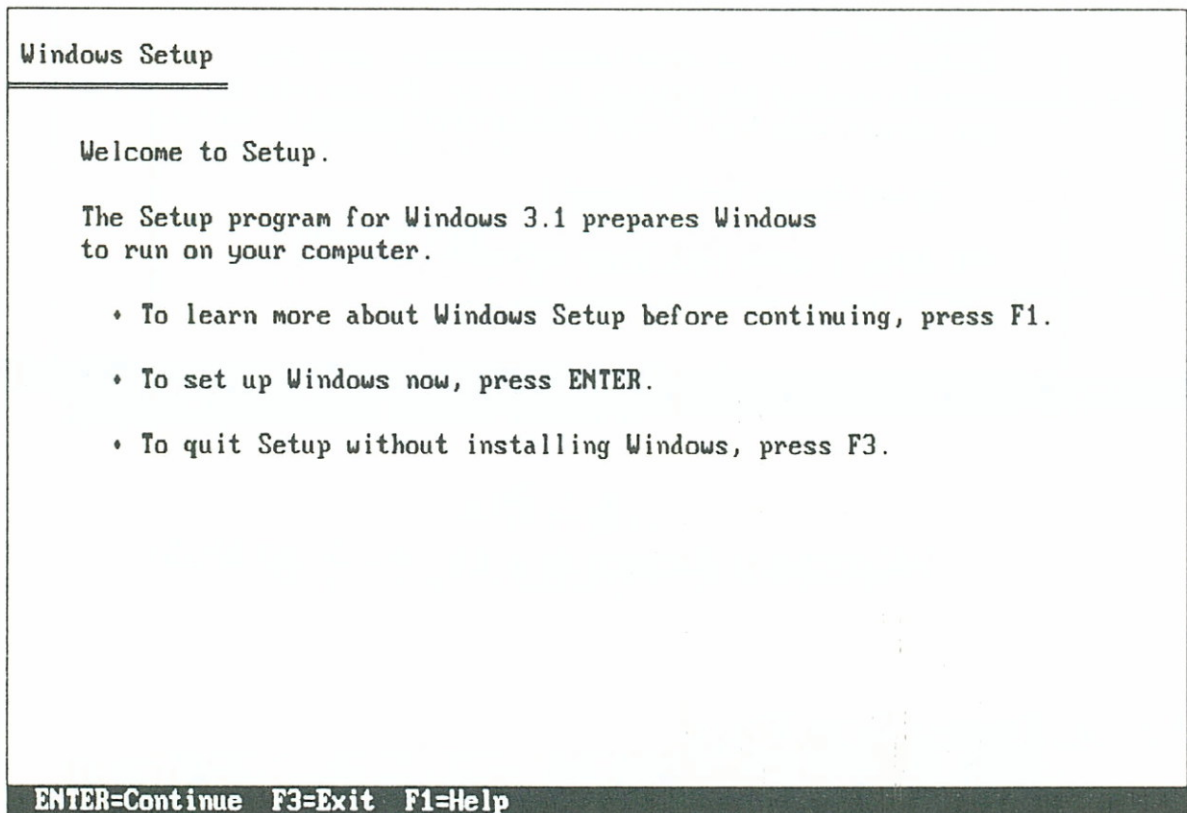 Windows Setup
Welcome to Setup.
The Setup program for Windows 3.1 prepares Windows
to run on your computer.
• To learn more about Windows Setup before continuing, press F1.
• To set up Windows now, press ENTER.
• To quit Setup without installing Windows, press F3.
ENTER=Continue F3=Exit F1=Help